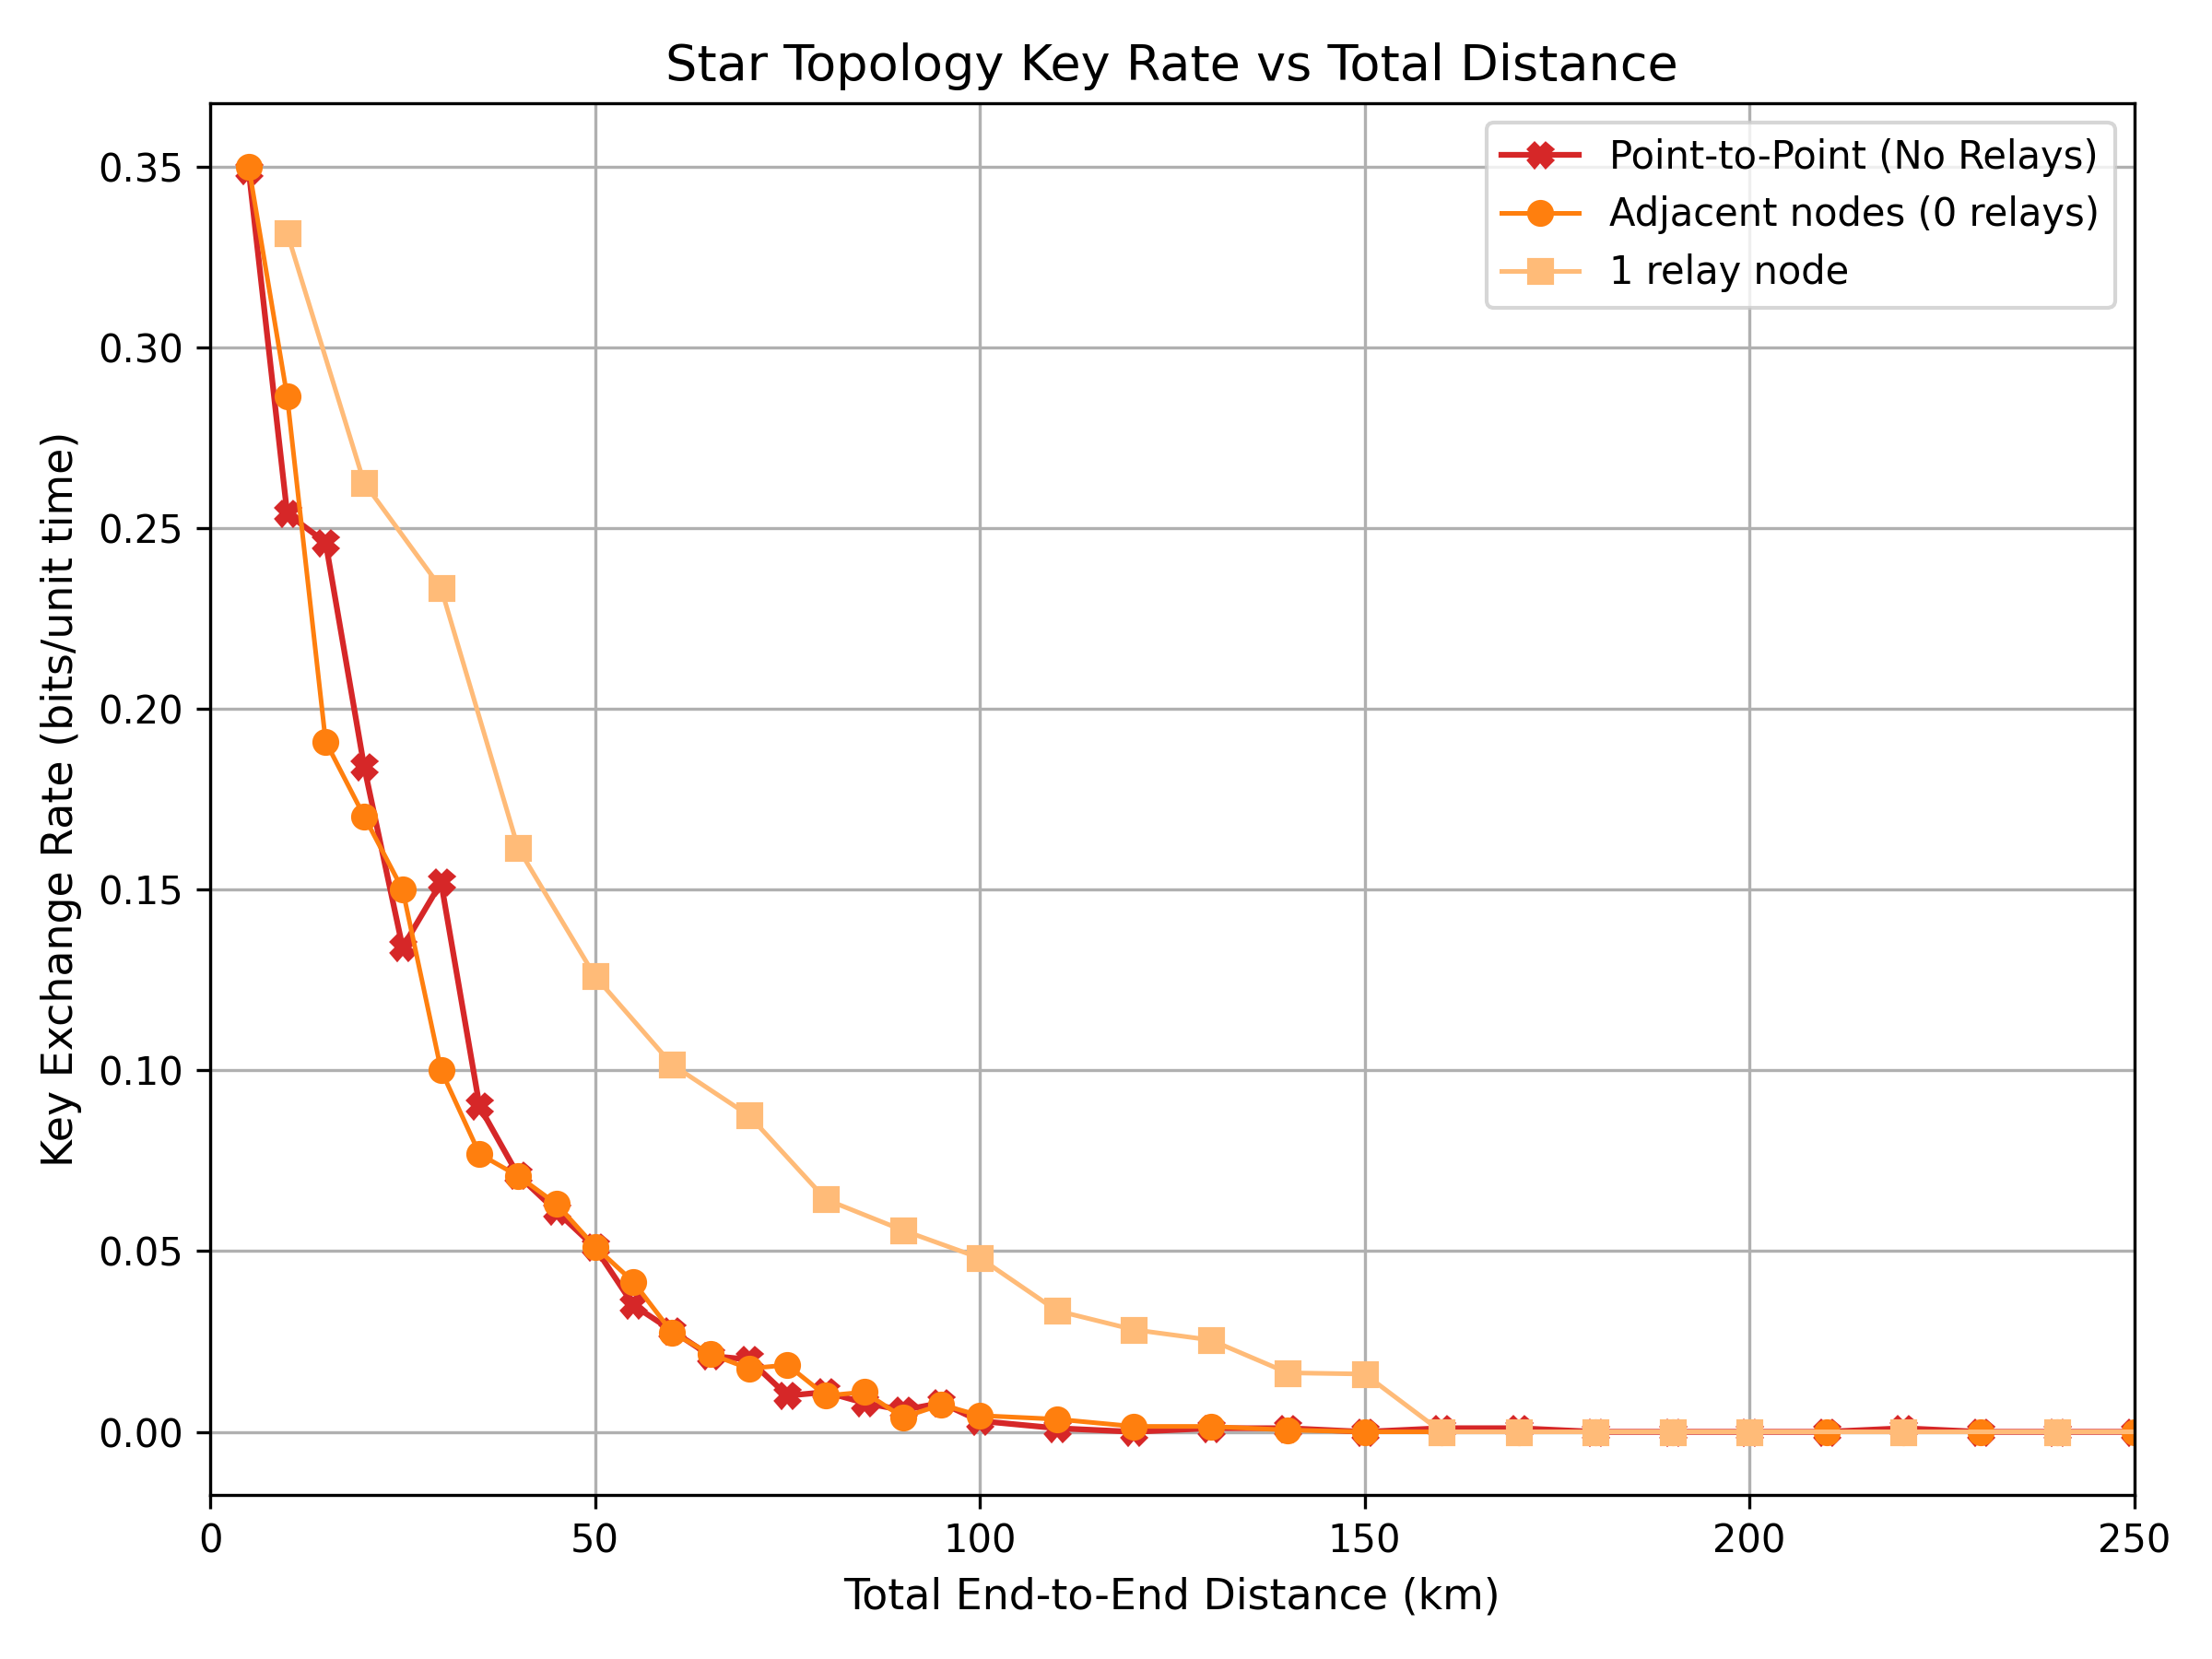 Star Topology Key Rate vs Total Distance
Point-to-Point (No Relays)
Adjacent nodes (0 relays)
1 relay node
Key Exchange Rate (bits/unit time)
0.35
0.30
0.25
0.20
0.15
0.10
0.05
0.00
0 50 100 150 200 250
Total End-to-End Distance (km)